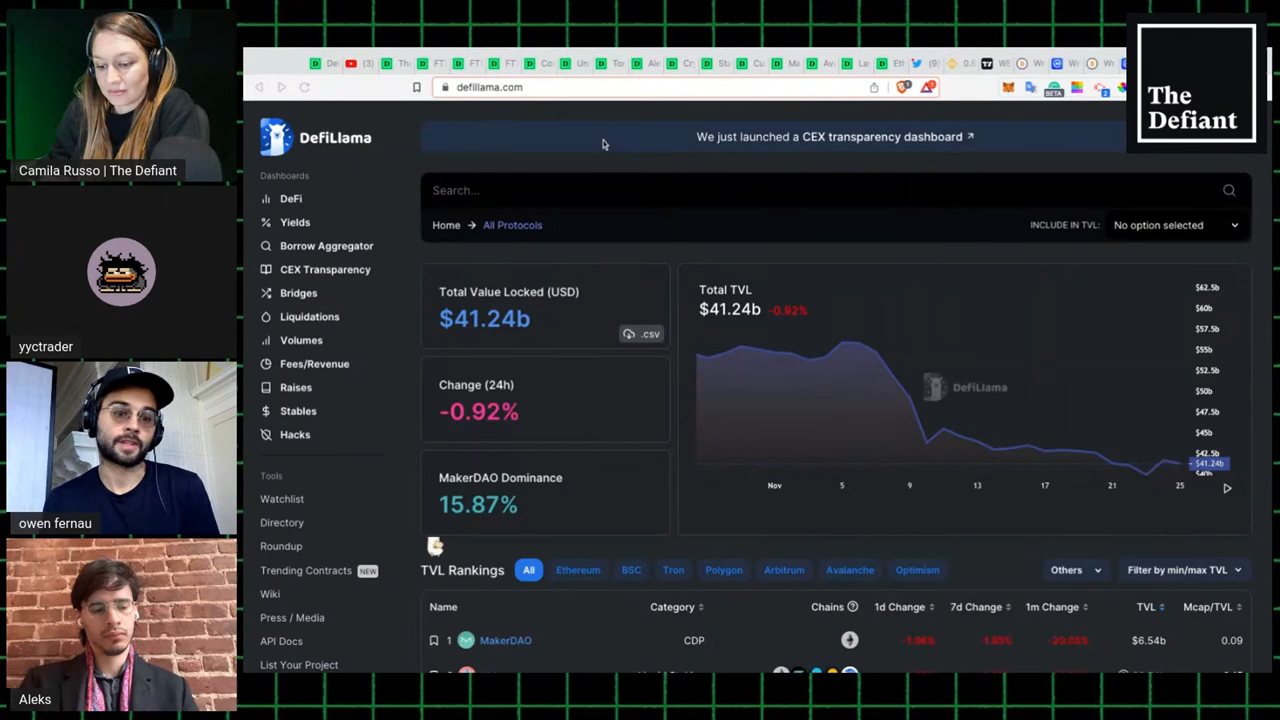 Camila Russo | The Defiant
yyctrader
owen fernau
Aleks
The
Defiant
defillama.com
BETA
DefiLlama
We just launched a CEX transparency dashboard
Dashboards
DeFi
Yields
Borrow Aggregator
CEX Transparency
Bridges
Liquidations
Volumes
Fees/Revenue
Raises
Stables
Hacks
Tools
Watchlist
Directory
Roundup
Trending Contracts NEW
Wiki
Press / Media
API Docs
List Your Project
Search...
Home → All Protocols
INCLUDE IN TVL: No option selected
Total Value Locked (USD)
$41.24b
.csv
Change (24h)
-0.92%
MakerDAO Dominance
15.87%
Total TVL
$41.24b -0.92%
DefiLlama
$62.5b
$60b
$57.5b
$55b
$52.5b
$50b
$47.5b
$45b
$42.5b
$41.24b
Nov 5 9 13 17 21 25
TVL Rankings All Ethereum BSC Tron Polygon Arbitrum Avalanche Optimism Others Filter by min/max TVL
Name Category Chains 1d Change 7d Change 1m Change TVL Mcap/TVL
1 MakerDAO CDP $6.54b 0.09